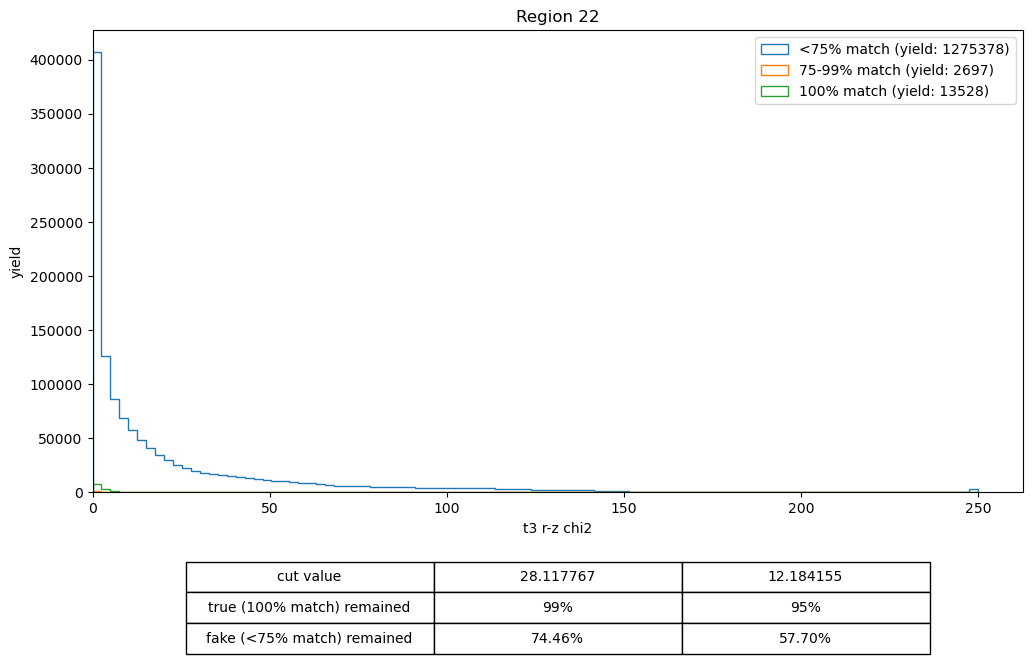 Region 22
<75% match (yield: 1275378)
75-99% match (yield: 2697)
100% match (yield: 13528)
yield
400000
350000
300000
250000
200000
150000
100000
50000
0
0 50 100 150 200 250
t3 r-z chi2
cut value 28.117767 12.184155
true (100% match) remained 99% 95%
fake (<75% match) remained 74.46% 57.70%